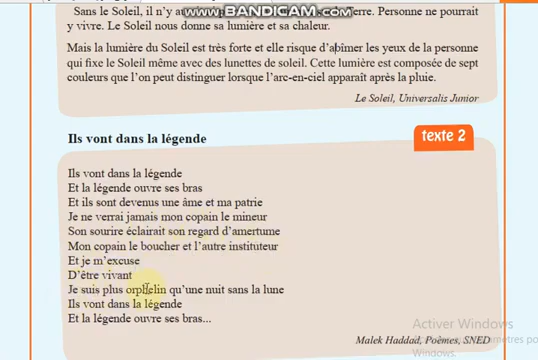 Sans le Soleil, il n'y
www.BANDICAM.com
Terre. Personne ne pourrait
y vivre. Le Soleil nous donne sa lumière et sa chaleur.
Mais la lumière du Soleil est très forte et elle risque d'abîmer les yeux de la personne
qui fixe le Soleil même avec des lunettes de soleil. Cette lumière est composée de sept
couleurs que l'on peut distinguer lorsque l'arc-en-ciel apparaît après la pluie.
Le Soleil, Universalis Junior
Ils vont dans la légende
texte 2
Ils vont dans la légende
Et la légende ouvre ses bras
Et ils sont devenus une âme et ma patrie
Je ne verrai jamais mon copain le mineur
Son sourire éclairait son regard d'amertume
Mon copain le boucher et l'autre instituteur
Et je m'excuse
D'être vivant
Je suis plus orphelin qu'une nuit sans la lune
Ils vont dans la légende
Et la légende ouvre ses bras...
Malek Haddad, Poèmes, SNED
Activer Windows